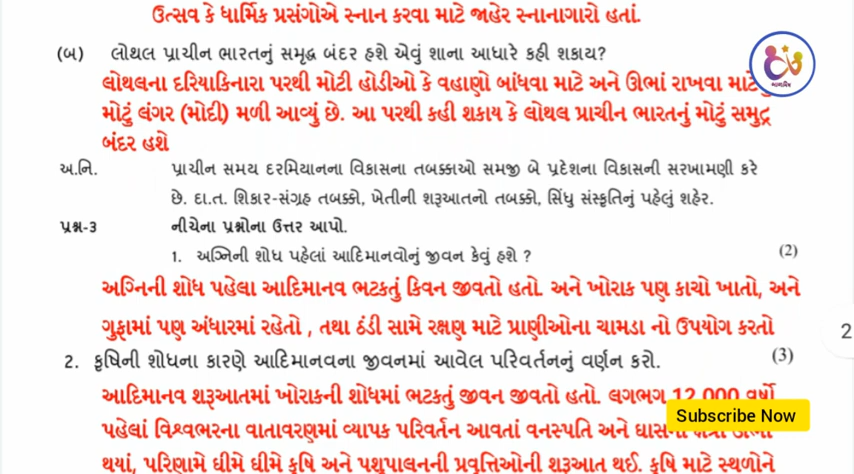 ઉત્સવ કે ધાર્મિક પ્રસંગોએ સ્નાન કરવા માટે જાહેર સ્નાનાગારો હતાં.
(બ) લોથલ પ્રાચીન ભારતનું સમૃદ્ધ બંદર હશે એવું શાના આધારે કહી શકાય?
લોથલના દરિયાકિનારા પરથી મોટી હોડીઓ કે વહાણો બાંધવા માટે અને ઊભાં રાખવા માટે
મોટું લંગર (મોદી) મળી આવ્યું છે. આ પરથી કહી શકાય કે લોથલ પ્રાચીન ભારતનું મોટું સમુદ્ર
બંદર હશે
અ.નિ. પ્રાચીન સમય દરમિયાનના વિકાસના તબક્કાઓ સમજી બે પ્રદેશના વિકાસની સરખામણી કરે
છે. દા.ત. શિકાર-સંગ્રહ તબક્કો, ખેતીની શરૂઆતનો તબક્કો, સિંધુ સંસ્કૃતિનું પહેલું શહેર.
પ્રશ્ન-૩ નીચેના પ્રશ્નોના ઉત્તર આપો.
1. અગ્નિની શોધ પહેલાં આદિમાનવોનું જીવન કેવું હશે ? (2)
અગ્નિની શોધ પહેલા આદિમાનવ ભટકતું કિવન જીવતો હતો. અને ખોરાક પણ કાચો ખાતો, અને
ગુફામાં પણ અંધારમાં રહેતો , તથા ઠંડી સામે રક્ષણ માટે પ્રાણીઓના ચામડા નો ઉપયોગ કરતો
2
2. કૃષિની શોધના કારણે આદિમાનવના જીવનમાં આવેલ પરિવર્તનનું વર્ણન કરો. (3)
આદિમાનવ શરૂઆતમાં ખોરાકની શોધમાં ભટકતું જીવન જીવતો હતો. લગભગ 12,000 વર્ષો
Subscribe Now
પહેલાં વિશ્વભરના વાતાવરણમાં વ્યાપક પરિવર્તન આવતાં વનસ્પતિ અને ઘાસનાં
થયાં, પરિણામે ધીમે ધીમે કૃષિ અને પશુપાલનની પ્રવૃત્તિઓની શરૂઆત થઈ. કૃષિ માટે સ્થળોને